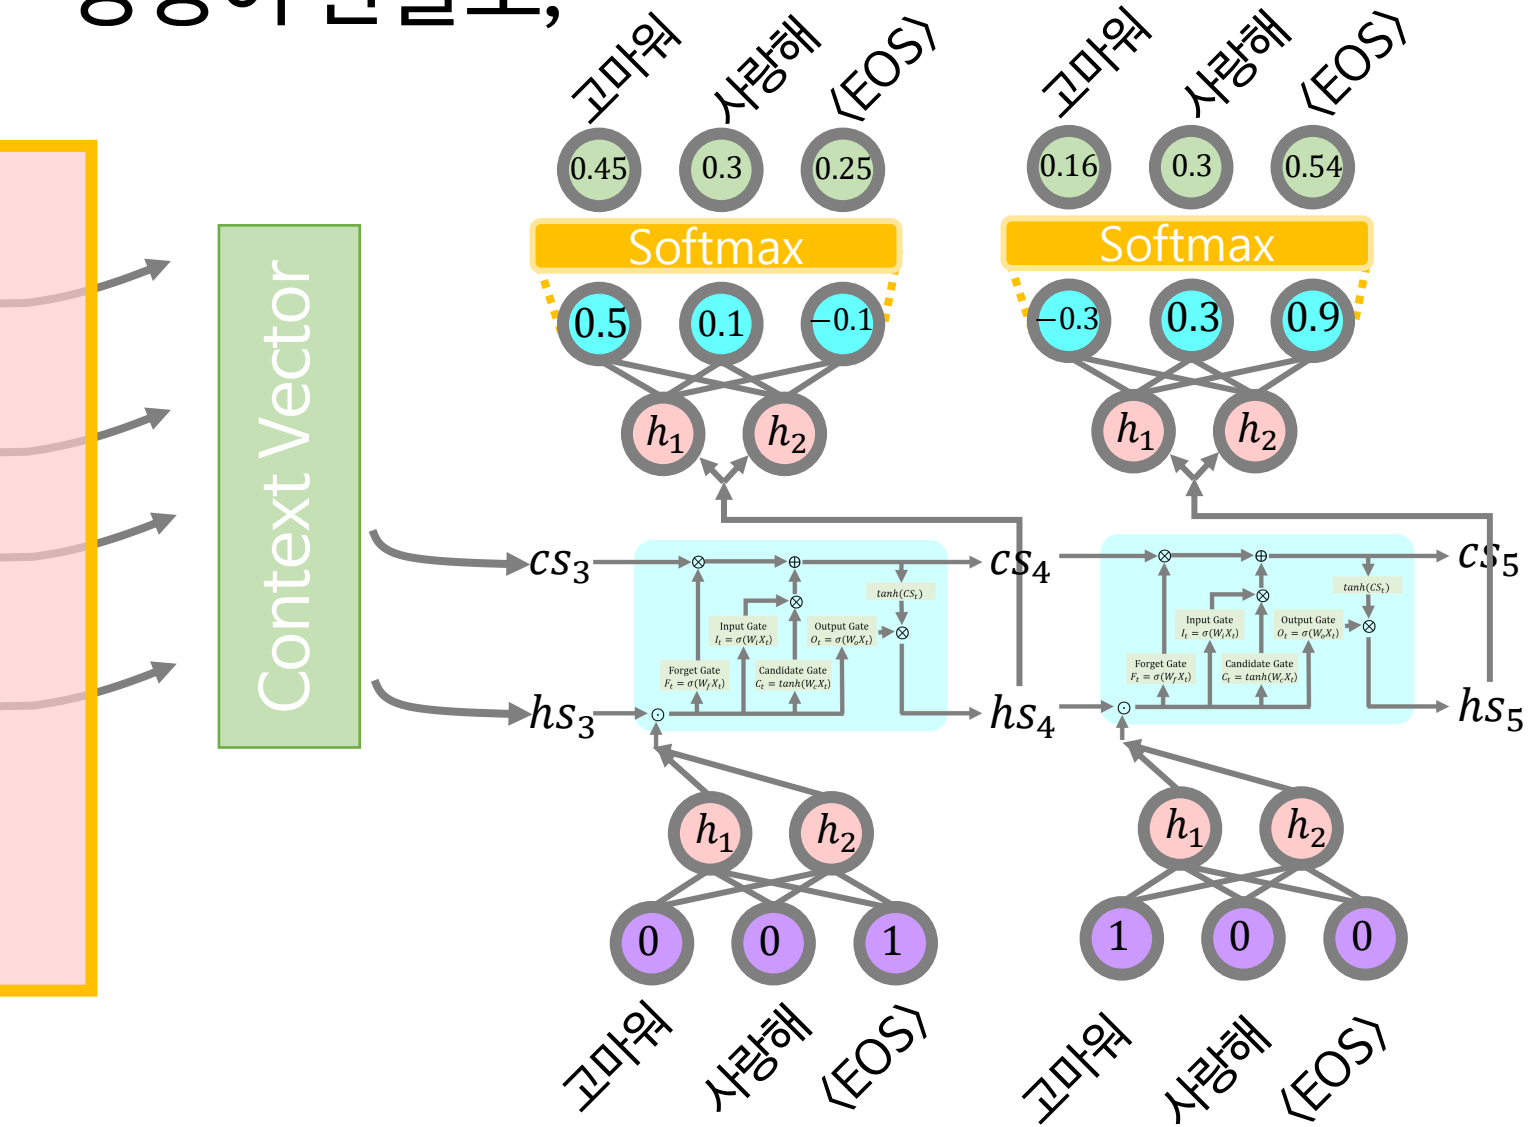 고마워 사랑해 〈EOS〉 고마워 사랑해 〈EOS〉
0.45 0.3 0.25 0.16 0.3 0.54
Softmax Softmax
0.5 0.1 −0.1 −0.3 0.3 0.9
h₁ h₂ h₁ h₂
Context Vector
cs₃ cs₄ cs₅
tanh(CSₜ) tanh(CSₜ)
Input Gate Output Gate Input Gate Output Gate
Iₜ = σ(WᵢXₜ) Oₜ = σ(WₒXₜ) Iₜ = σ(WᵢXₜ) Oₜ = σ(WₒXₜ)
Forget Gate Candidate Gate Forget Gate Candidate Gate
Fₜ = σ(W_fXₜ) Cₜ = tanh(W_cXₜ) Fₜ = σ(W_fXₜ) Cₜ = tanh(W_cXₜ)
hs₃ hs₄ hs₅
h₁ h₂ h₁ h₂
0 0 1 1 0 0
고마워 사랑해 〈EOS〉 고마워 사랑해 〈EOS〉